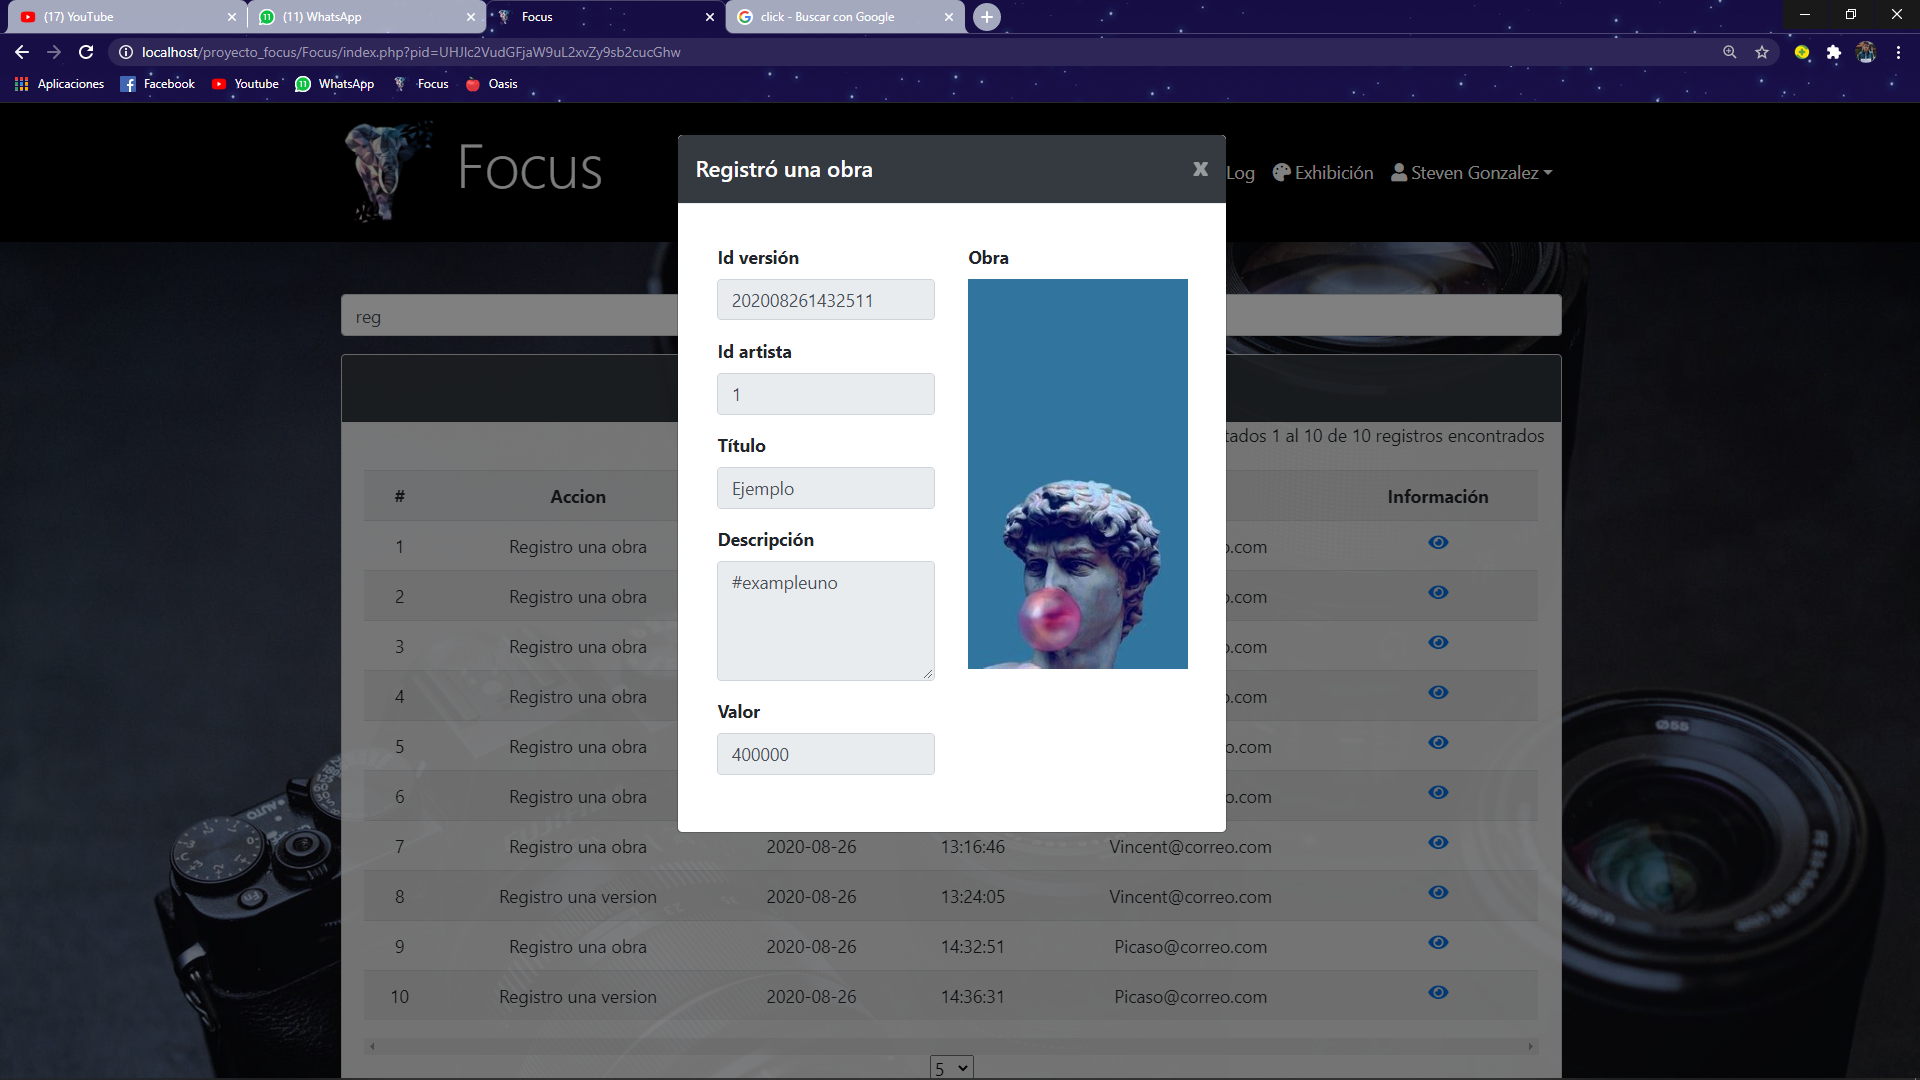 (17) YouTube
(11) WhatsApp
Focus
click - Buscar con Google
localhost/proyecto_focus/Focus/index.php?pid=UHJlc2VudGFjaW9uL2xvZy9sb2cucGhw
Aplicaciones
Facebook
Youtube
WhatsApp
Focus
Oasis
Focus
Log
Exhibición
Steven Gonzalez
Registró una obra
x
Id versión
202008261432511
Id artista
1
Título
Ejemplo
Descripción
#exampleuno
Valor
400000
Obra
reg
tados 1 al 10 de 10 registros encontrados
# Accion Información
1 Registro una obra .com
2 Registro una obra .com
3 Registro una obra .com
4 Registro una obra .com
5 Registro una obra o.com
6 Registro una obra o.com
7 Registro una obra 2020-08-26 13:16:46 Vincent@correo.com
8 Registro una version 2020-08-26 13:24:05 Vincent@correo.com
9 Registro una obra 2020-08-26 14:32:51 Picaso@correo.com
10 Registro una version 2020-08-26 14:36:31 Picaso@correo.com
5
AUTO
Fn
Ø55